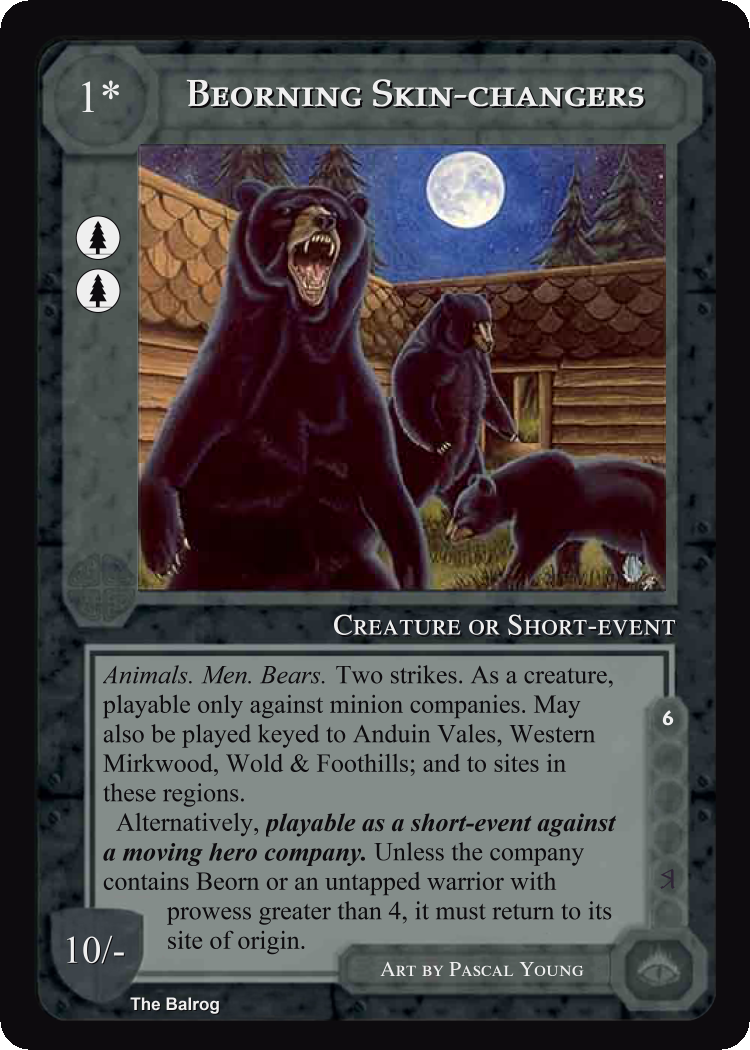 1*
BEORNING SKIN-CHANGERS
CREATURE OR SHORT-EVENT
Animals. Men. Bears. Two strikes. As a creature,
playable only against minion companies. May
also be played keyed to Anduin Vales, Western
Mirkwood, Wold & Foothills; and to sites in
these regions.
Alternatively, playable as a short-event against
a moving hero company. Unless the company
contains Beorn or an untapped warrior with
prowess greater than 4, it must return to its
site of origin.
6
10/-
ART BY PASCAL YOUNG
The Balrog